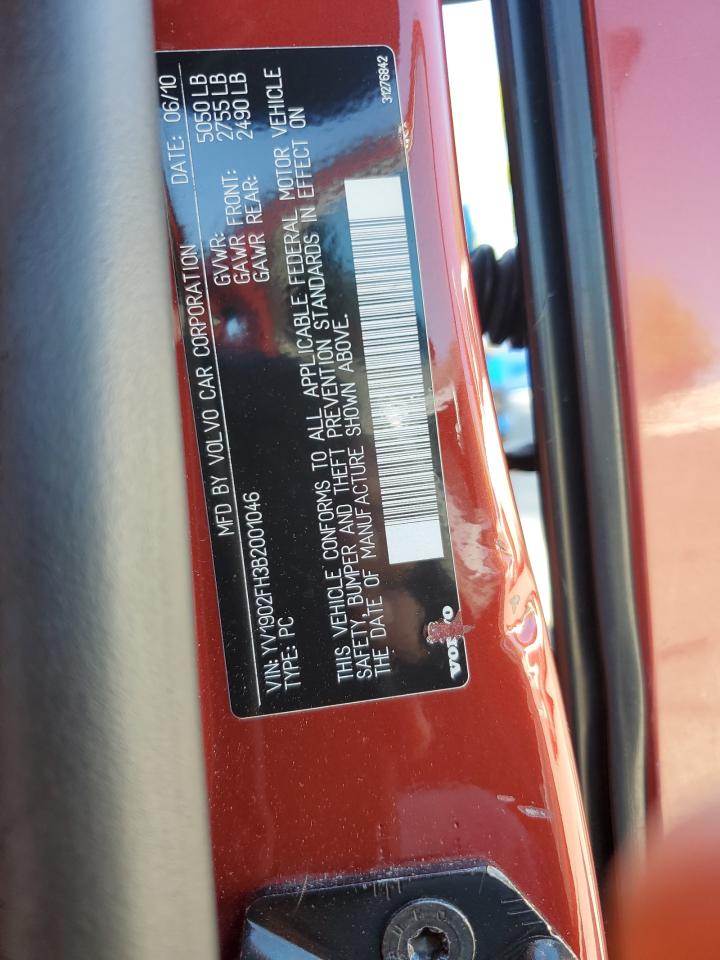 MFD BY VOLVO CAR CORPORATION DATE: 06/10
VIN: YV1902FH3B2001046 GVWR: 5050 LB
TYPE: PC GAWR FRONT: 2755 LB
GAWR REAR: 2490 LB
THIS VEHICLE CONFORMS TO ALL APPLICABLE FEDERAL MOTOR VEHICLE
SAFETY, BUMPER AND THEFT PREVENTION STANDARDS IN EFFECT ON
THE DATE OF MANUFACTURE SHOWN ABOVE.
31276842